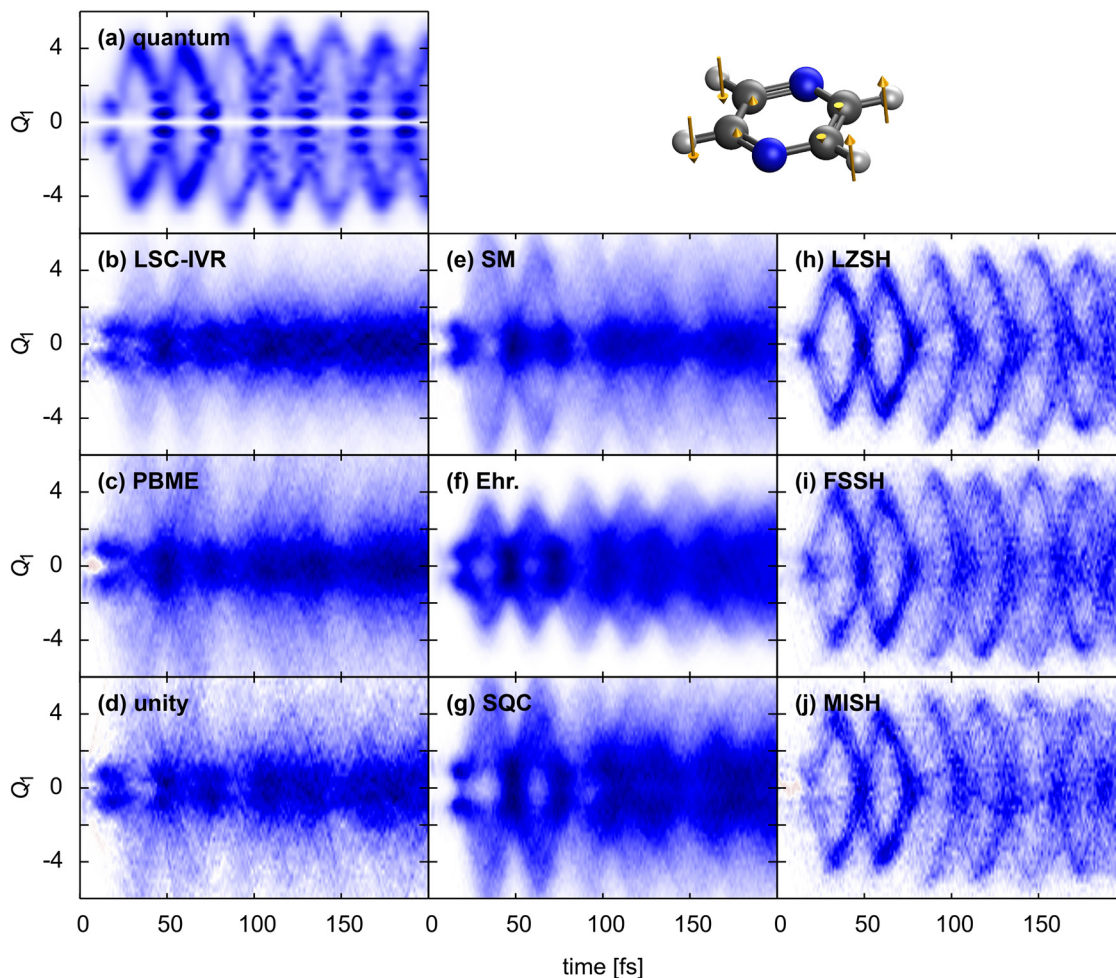 (a) quantum
4
0
-4
Q1
(b) LSC-IVR
(e) SM
(h) LZSH
4
0
-4
Q1
(c) PBME
(f) Ehr.
(i) FSSH
4
0
-4
Q1
(d) unity
(g) SQC
(j) MISH
4
0
-4
Q1
0 50 100 150 0 50 100 150 0 50 100 150
time [fs]